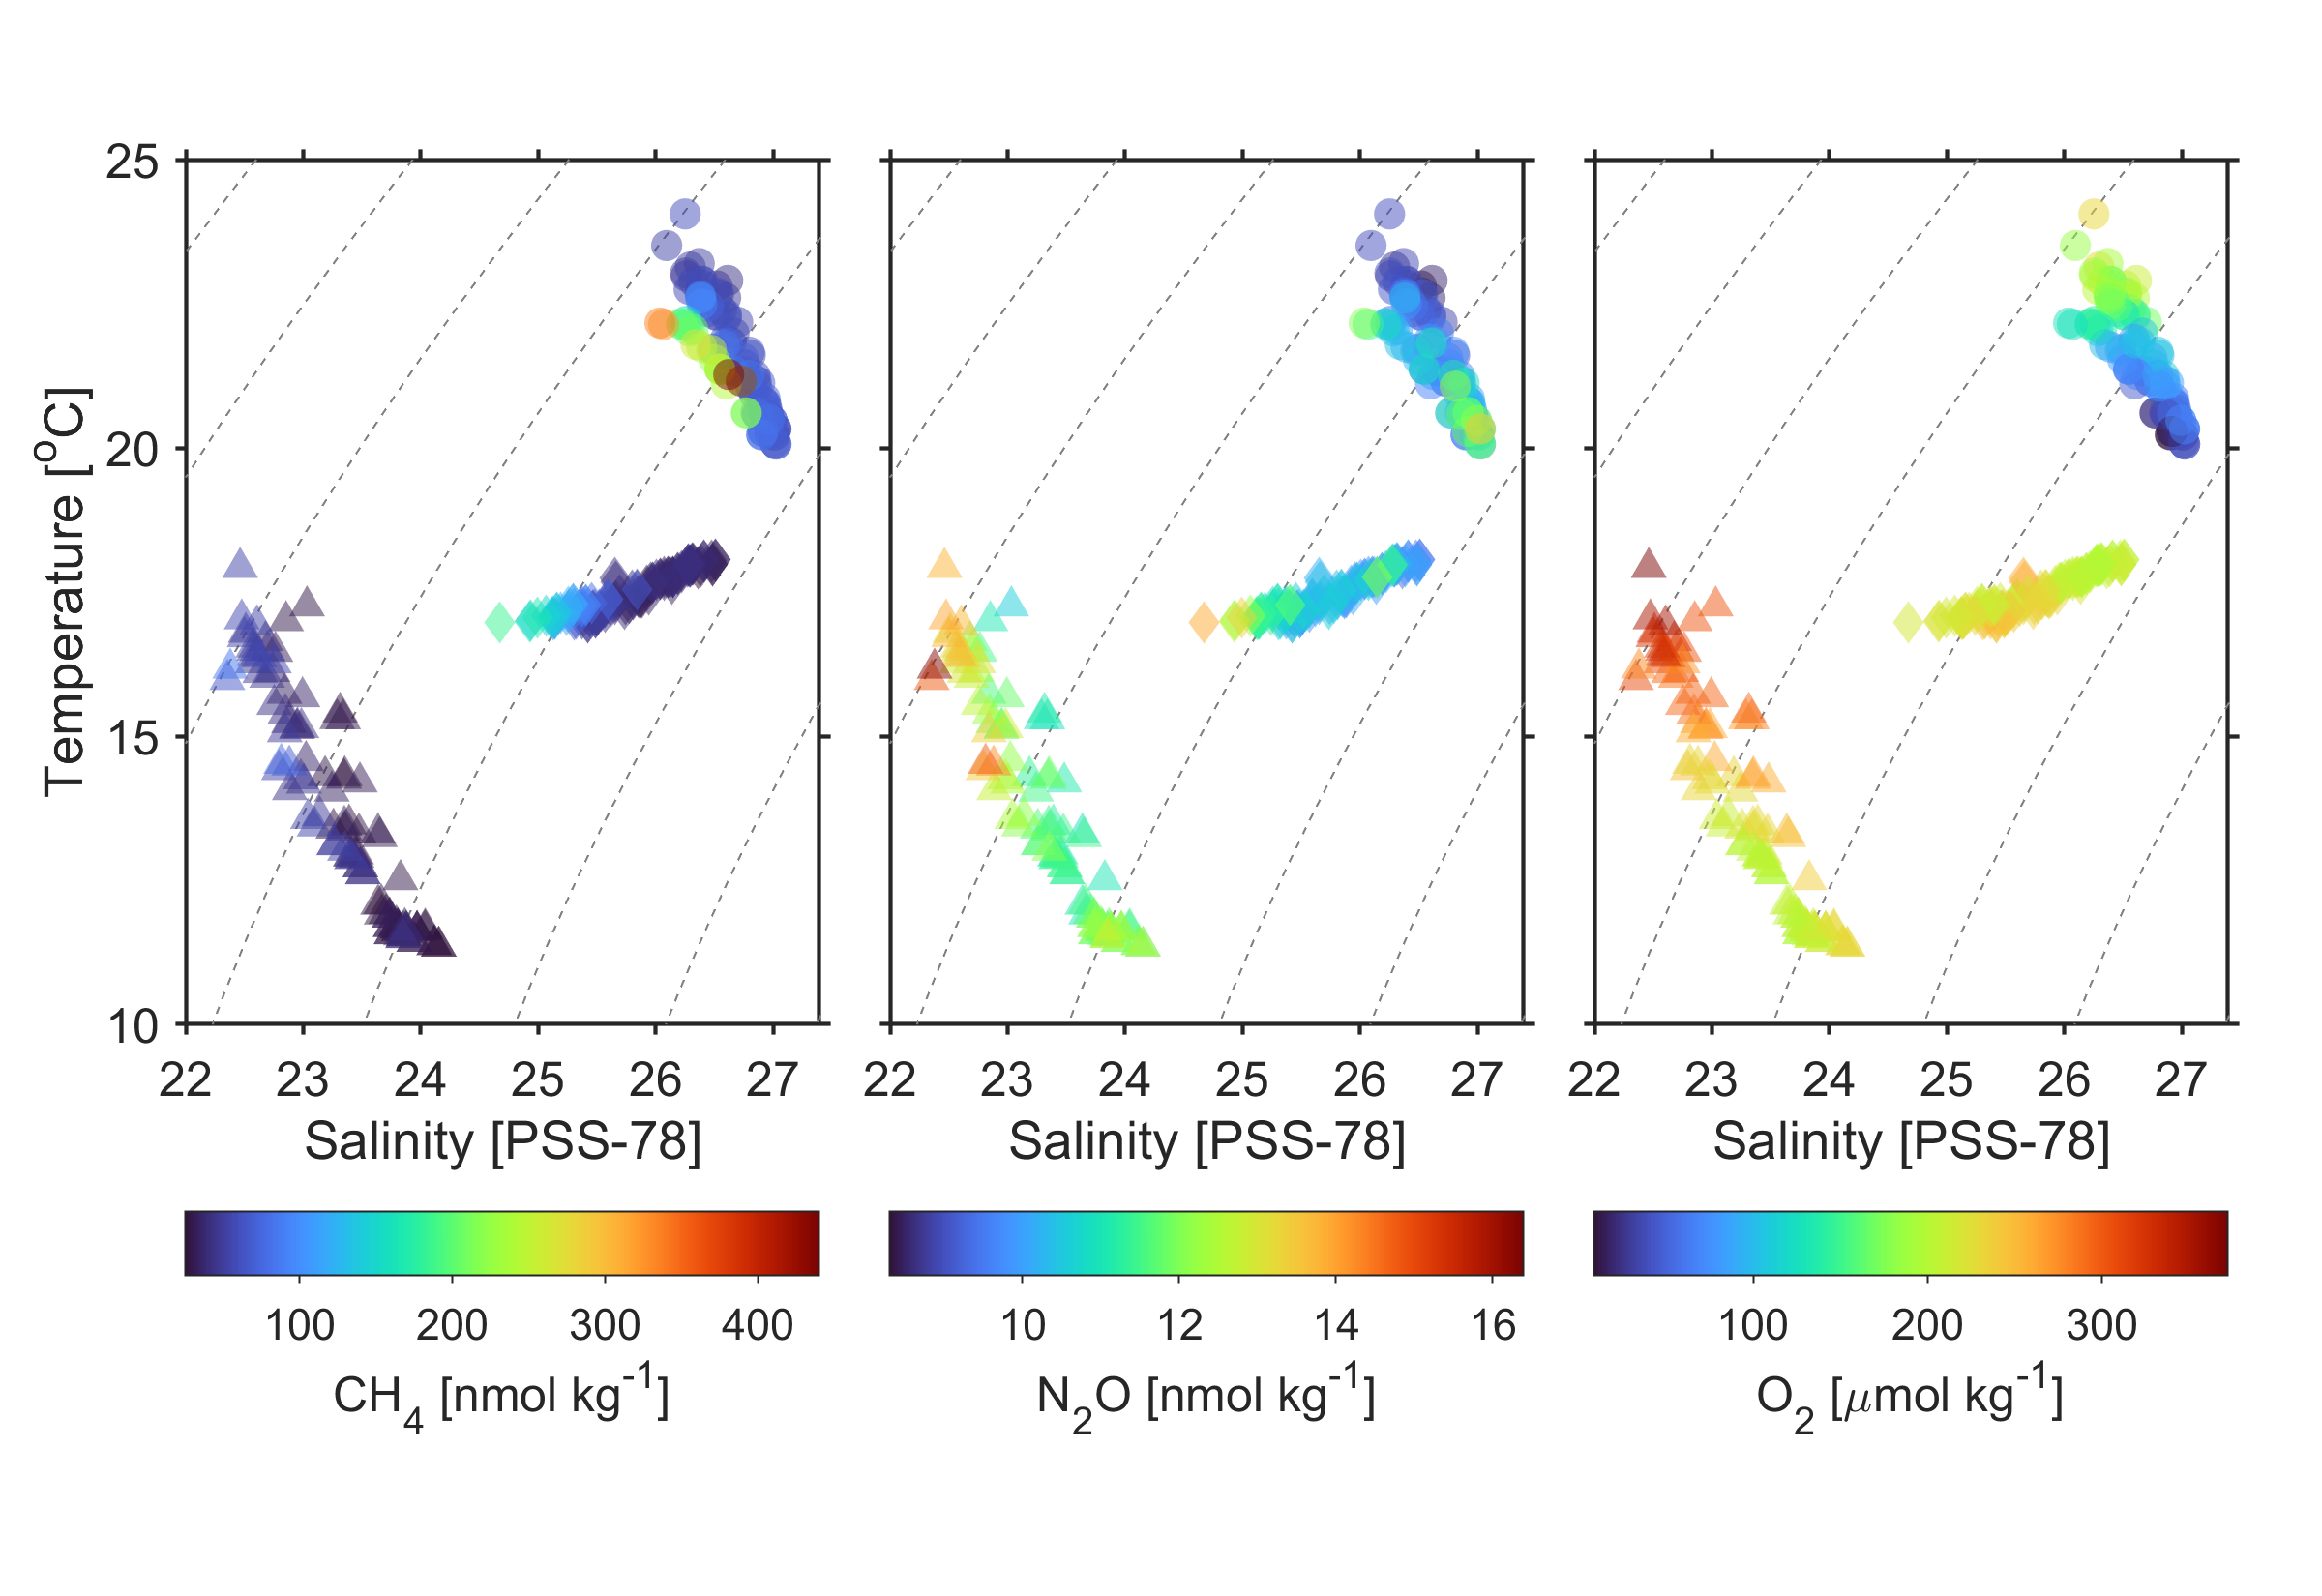 25
20
15
10
Temperature [°C]
22 23 24 25 26 27
22 23 24 25 26 27
22 23 24 25 26 27
Salinity [PSS-78]
Salinity [PSS-78]
Salinity [PSS-78]
100 200 300 400
10 12 14 16
100 200 300
CH₄ [nmol kg⁻¹]
N₂O [nmol kg⁻¹]
O₂ [μmol kg⁻¹]